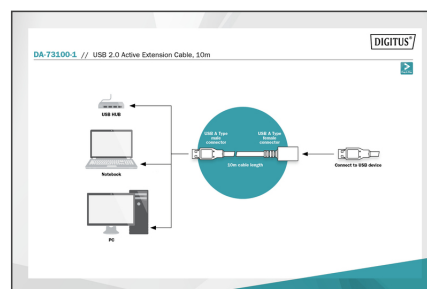 DIGITUS®
DA-73100-1 // USB 2.0 Active Extension Cable, 10m
USB HUB
USB A Type
male
connector
USB A Type
female
connector
10m cable length
Notebook
Connect to USB device
PC